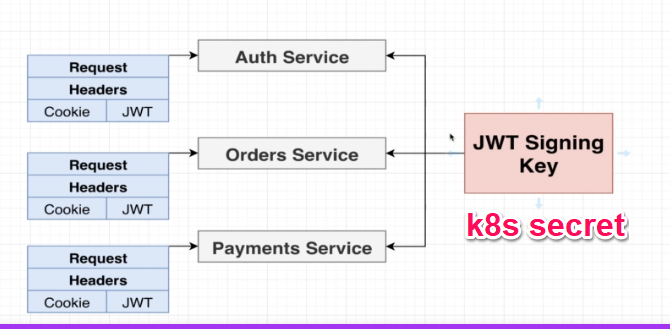 Request
Headers
Cookie JWT
Auth Service
Request
Headers
Cookie JWT
Orders Service
Request
Headers
Cookie JWT
Payments Service
JWT Signing
Key
k8s secret